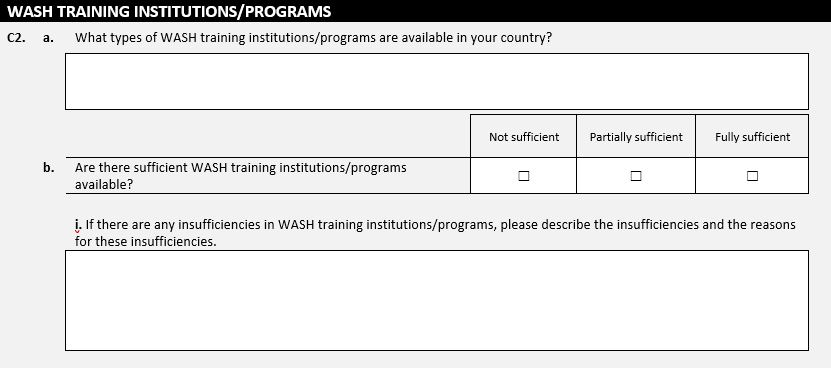 WASH TRAINING INSTITUTIONS/PROGRAMS
C2. a. What types of WASH training institutions/programs are available in your country?
Not sufficient Partially sufficient Fully sufficient
b. Are there sufficient WASH training institutions/programs
available?
☐ ☐ ☐
i. If there are any insufficiencies in WASH training institutions/programs, please describe the insufficiencies and the reasons
for these insufficiencies.